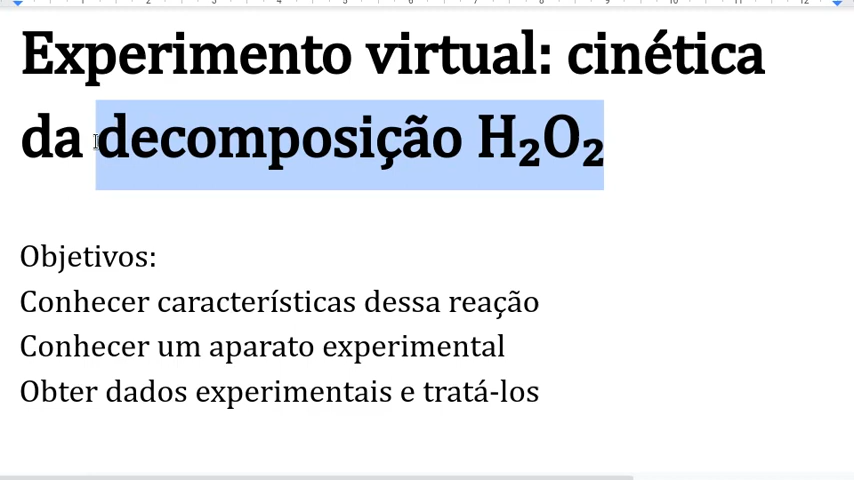 Experimento virtual: cinética
da decomposição H₂O₂
Objetivos:
Conhecer características dessa reação
Conhecer um aparato experimental
Obter dados experimentais e tratá-los